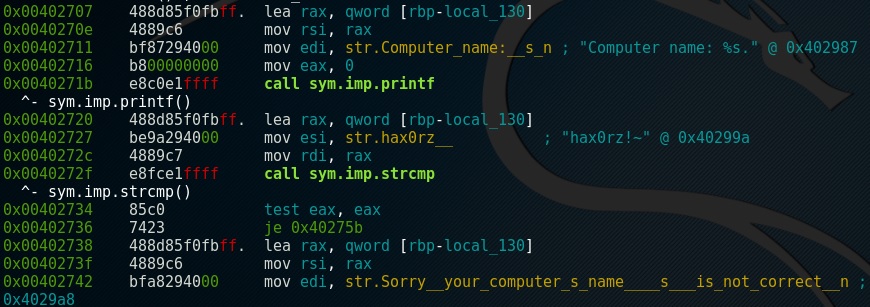 0x00402707 488d85f0fbff. lea rax, qword [rbp-local_130]
0x0040270e 4889c6 mov rsi, rax
0x00402711 bf87294000 mov edi, str.Computer_name:__s_n ; "Computer name: %s." @ 0x402987
0x00402716 b800000000 mov eax, 0
0x0040271b e8c0e1ffff call sym.imp.printf
^- sym.imp.printf()
0x00402720 488d85f0fbff. lea rax, qword [rbp-local_130]
0x00402727 be9a294000 mov esi, str.hax0rz__ ; "hax0rz!~" @ 0x40299a
0x0040272c 4889c7 mov rdi, rax
0x0040272f e8fce1ffff call sym.imp.strcmp
^- sym.imp.strcmp()
0x00402734 85c0 test eax, eax
0x00402736 7423 je 0x40275b
0x00402738 488d85f0fbff. lea rax, qword [rbp-local_130]
0x0040273f 4889c6 mov rsi, rax
0x00402742 bfa8294000 mov edi, str.Sorry__your_computer_s_name____s___is_not_correct__n ;
0x4029a8